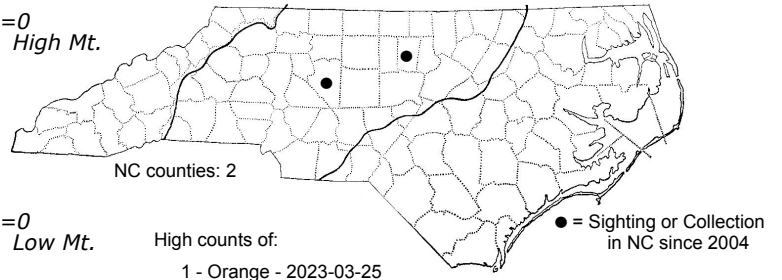 =0
High Mt.
NC counties: 2
=0
Low Mt.
High counts of:
1 - Orange - 2023-03-25
● = Sighting or Collection
in NC since 2004